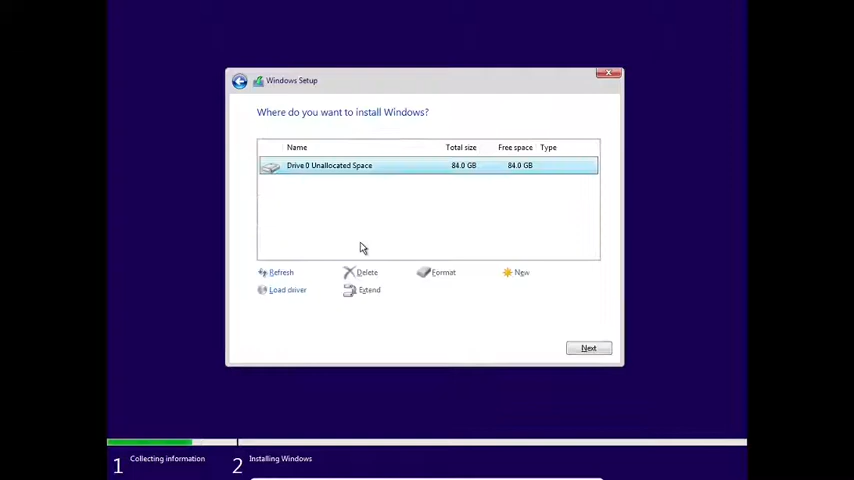 Windows Setup
Where do you want to install Windows?
Name Total size Free space Type
Drive 0 Unallocated Space 84.0 GB 84.0 GB
Refresh Delete Format New
Load driver Extend
Next
1 Collecting information 2 Installing Windows